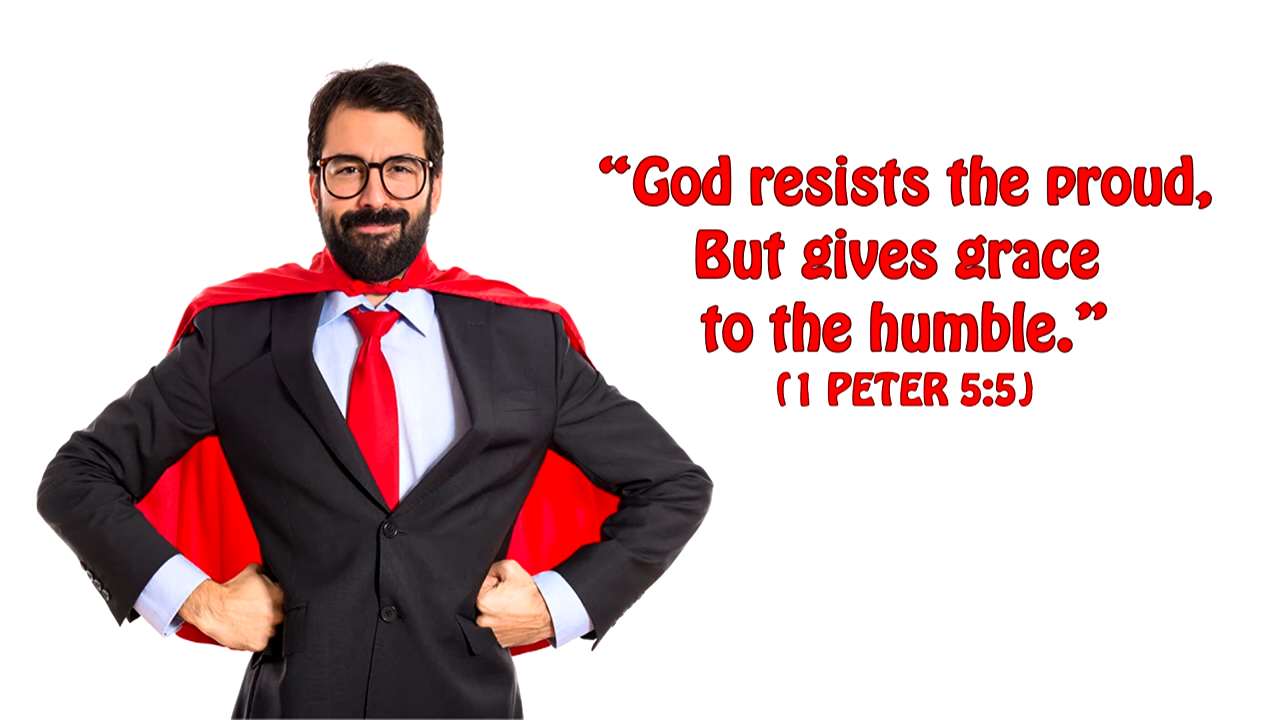 “God resists the proud,
But gives grace
to the humble.”
(1 PETER 5:5)